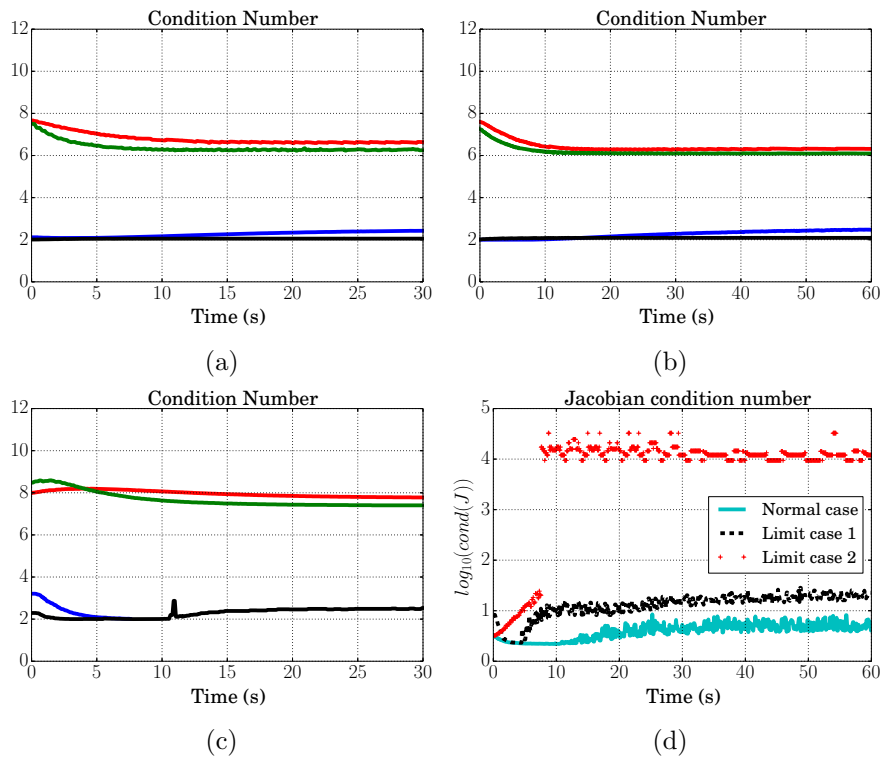 Condition Number
12
10
8
6
4
2
0
0 5 10 15 20 25 30
Time (s)
(a)
Condition Number
12
10
8
6
4
2
0
0 10 20 30 40 50 60
Time (s)
(b)
Condition Number
12
10
8
6
4
2
0
0 5 10 15 20 25 30
Time (s)
(c)
Jacobian condition number
5
4
3
2
1
0
log10(cond(J))
Normal case
Limit case 1
Limit case 2
0 10 20 30 40 50 60
Time (s)
(d)